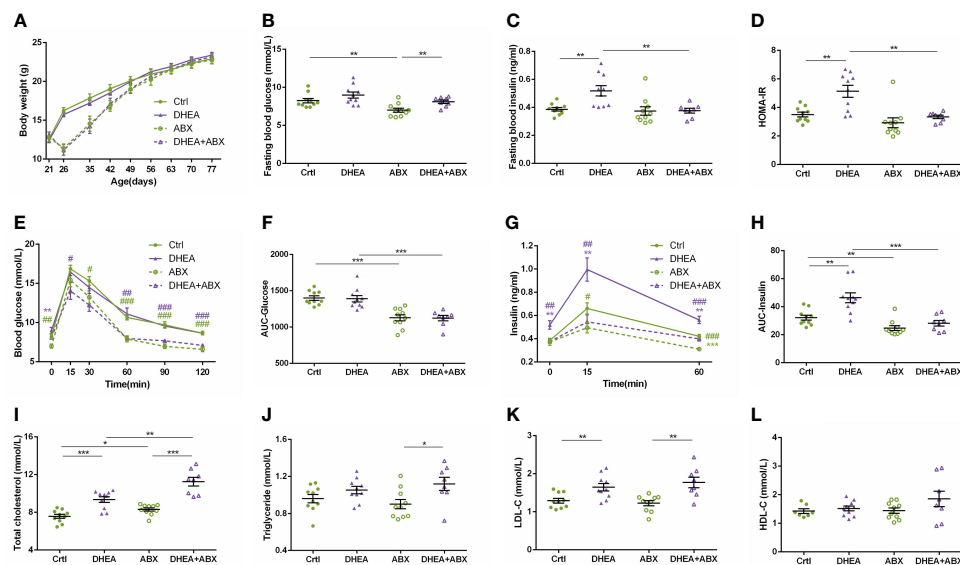 A
Body weight (g)
25
20
15
10
21 26 35 42 49 56 63 70 77
Age(days)
Ctrl
DHEA
ABX
DHEA+ABX
B
Fasting blood glucose (mmol/L)
20
15
10
5
0
** **
Crtl DHEA ABX DHEA+ABX
C
Fasting blood insulin (ng/ml)
0.8
0.6
0.4
0.2
0.0
** **
Crtl DHEA ABX DHEA+ABX
D
HOMA-IR
8
6
4
2
0
** **
Crtl DHEA ABX DHEA+ABX
E
Blood glucose (mmol/L)
20
15
10
5
** ## # # ## ### ### ### ### ###
0 15 30 60 90 120
Time(min)
Ctrl
DHEA
ABX
DHEA+ABX
F
AUC-Glucose
2000
1600
1200
800
400
*** ***
Crtl DHEA ABX DHEA+ABX
G
Insulin (ng/ml)
1.4
1.2
1.0
0.8
0.6
0.4
0.2
## ** ## ** # ### ** ### ***
0 15 60
Time(min)
Ctrl
DHEA
ABX
DHEA+ABX
H
AUC-Insulin
80
60
40
20
0
*** ** **
Crtl DHEA ABX DHEA+ABX
I
Total cholesterol (mmol/L)
16
12
8
4
** * *** ***
Crtl DHEA ABX DHEA+ABX
J
Triglyceride (mmol/L)
1.6
1.2
0.8
0.4
*
Crtl DHEA ABX DHEA+ABX
K
LDL-C (mmol/L)
3
2
1
0
** **
Crtl DHEA ABX DHEA+ABX
L
HDL-C (mmol/L)
4
3
2
1
0
Crtl DHEA ABX DHEA+ABX